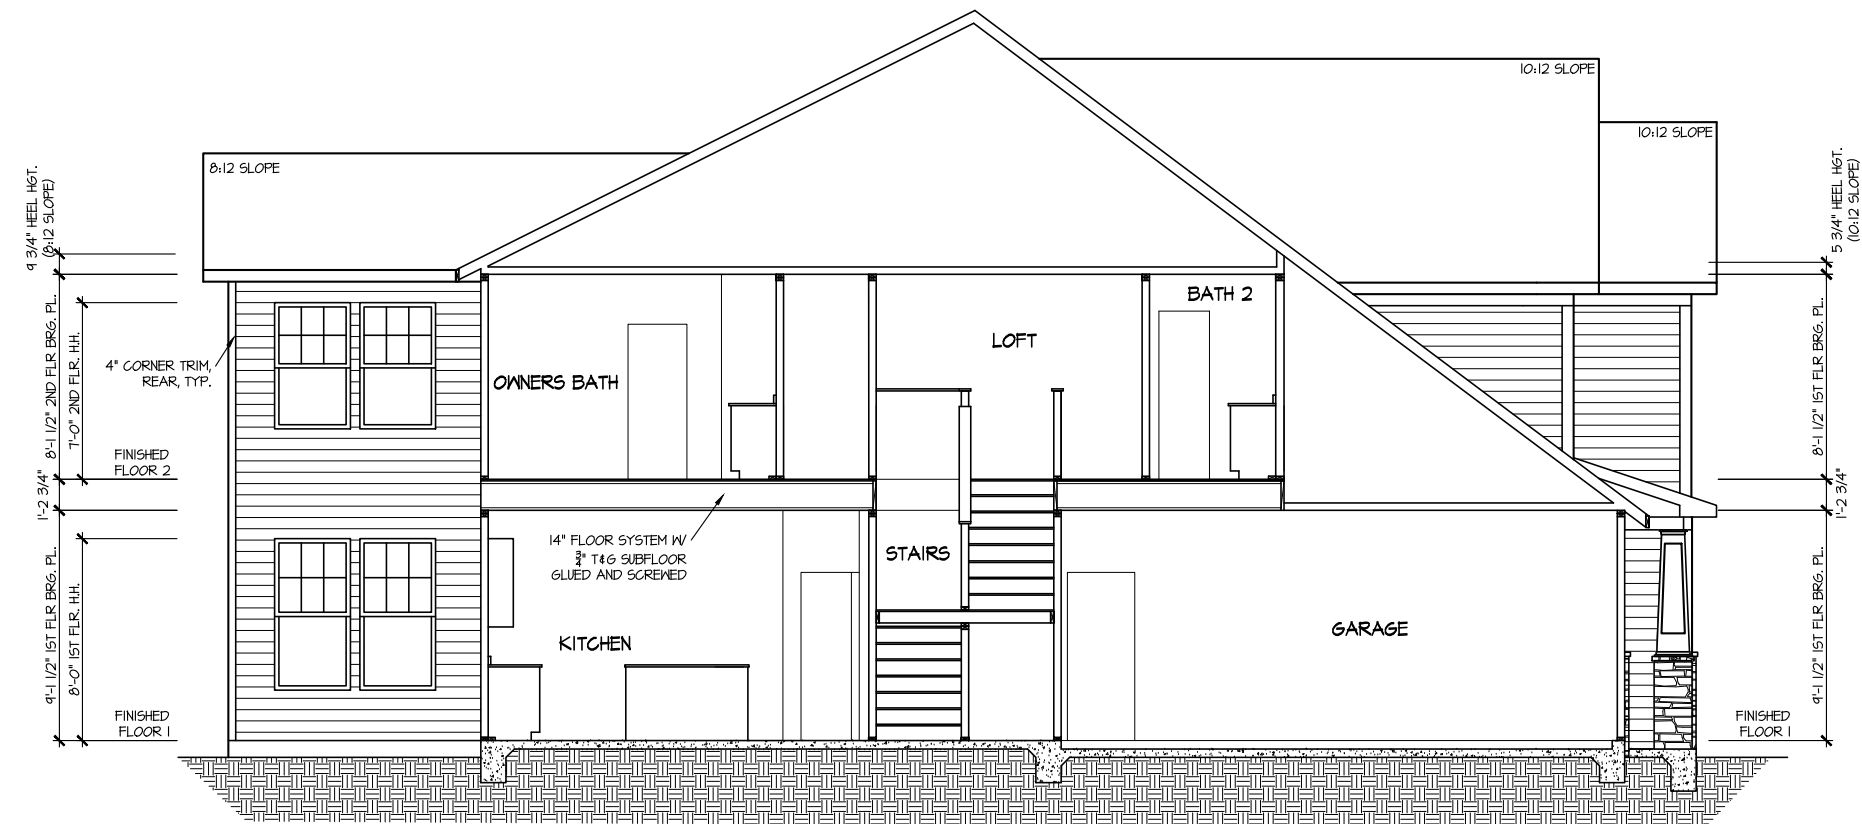 10:12 SLOPE
10:12 SLOPE
8:12 SLOPE
9 3/4" HEEL HGT.
(8:12 SLOPE)
5 3/4" HEEL HGT.
(10:12 SLOPE)
8'-1 1/2" 2ND FLR BRG. PL.
7'-0" 2ND FLR. H.H.
4" CORNER TRIM,
REAR, TYP.
OWNERS BATH
LOFT
BATH 2
8'-1 1/2" 1ST FLR BRG. PL.
FINISHED
FLOOR 2
1'-2 3/4"
1'-2 3/4"
14" FLOOR SYSTEM W/
3/4" T&G SUBFLOOR
GLUED AND SCREWED
STAIRS
KITCHEN
GARAGE
9'-1 1/2" 1ST FLR BRG. PL.
8'-0" 1ST FLR. H.H.
9'-1 1/2" 1ST FLR BRG. PL.
FINISHED
FLOOR 1
FINISHED
FLOOR 1